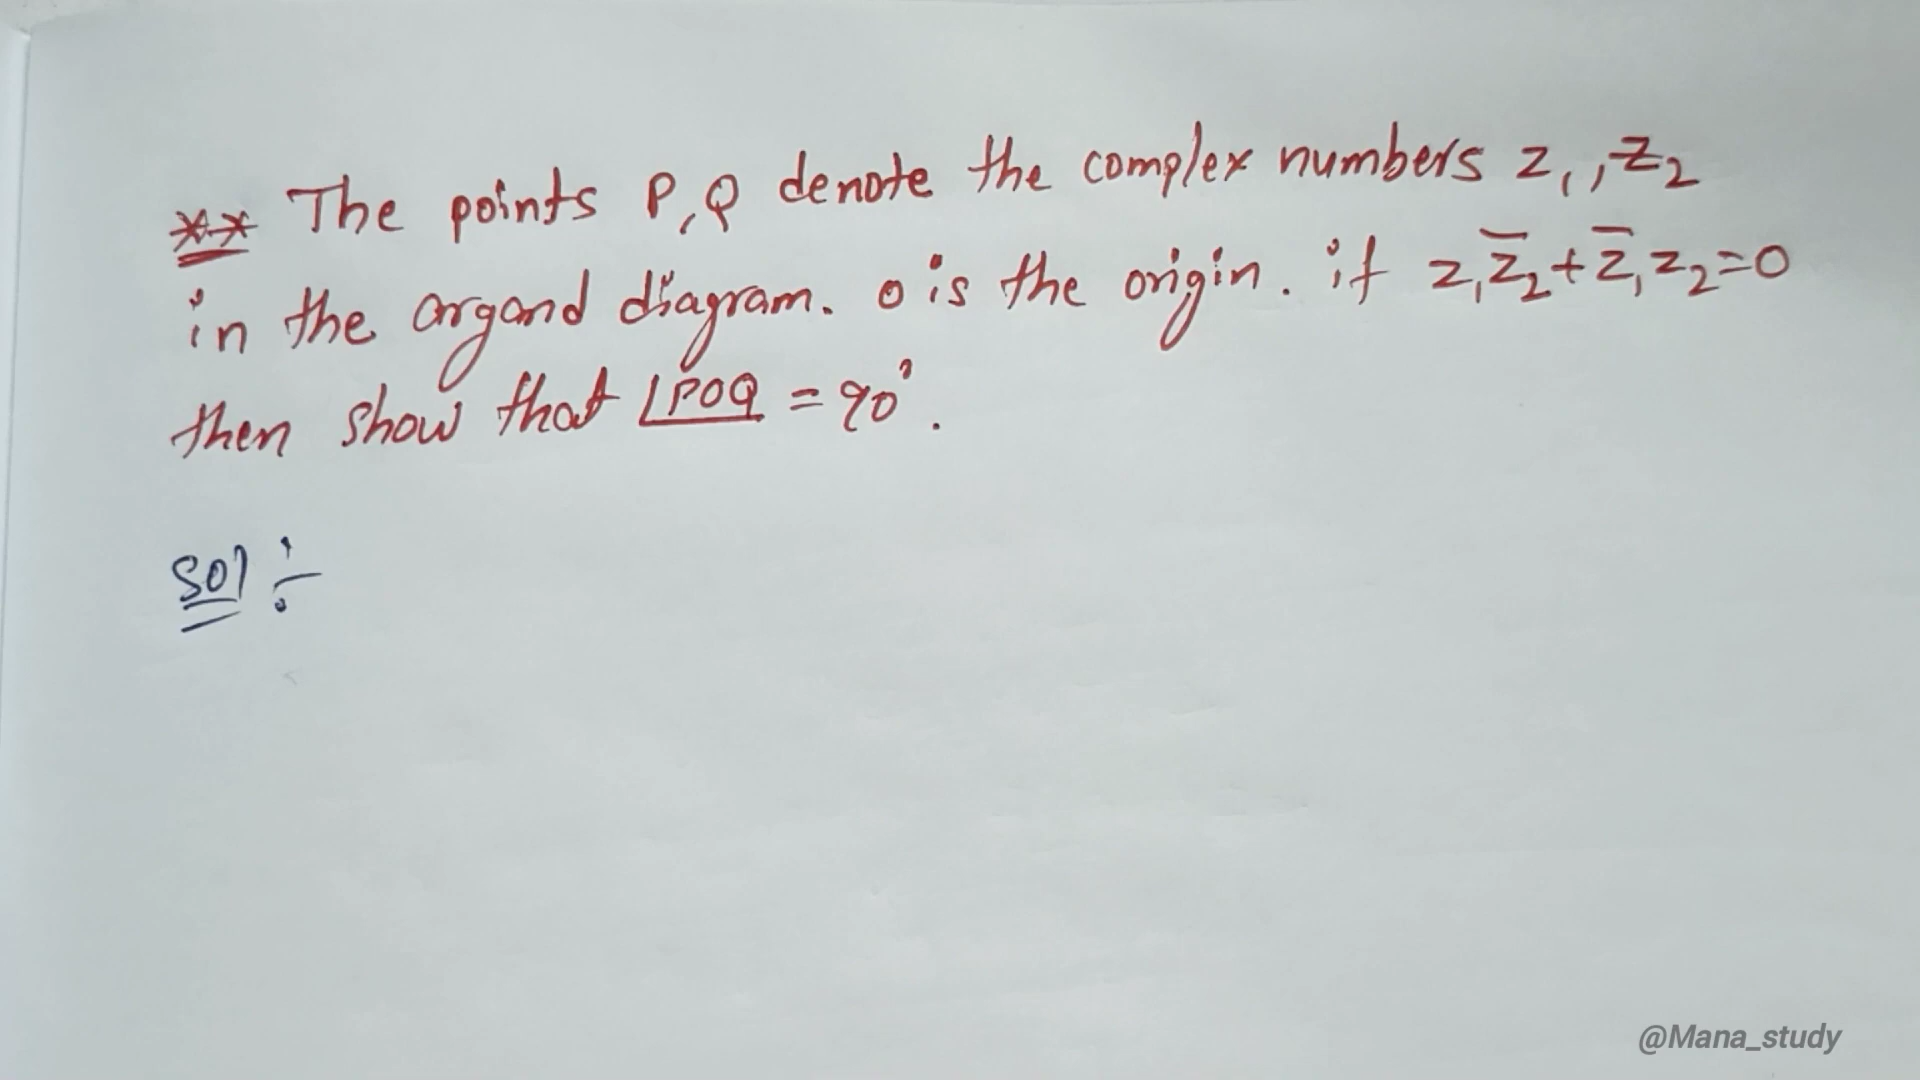 ** The points P,Q denote the complex numbers z₁, z₂
in the argand diagram. O is the origin. if z₁z̅₂+z̅₁z₂=0
then show that ∠POQ = 90°.
Sol ÷
@Mana_study